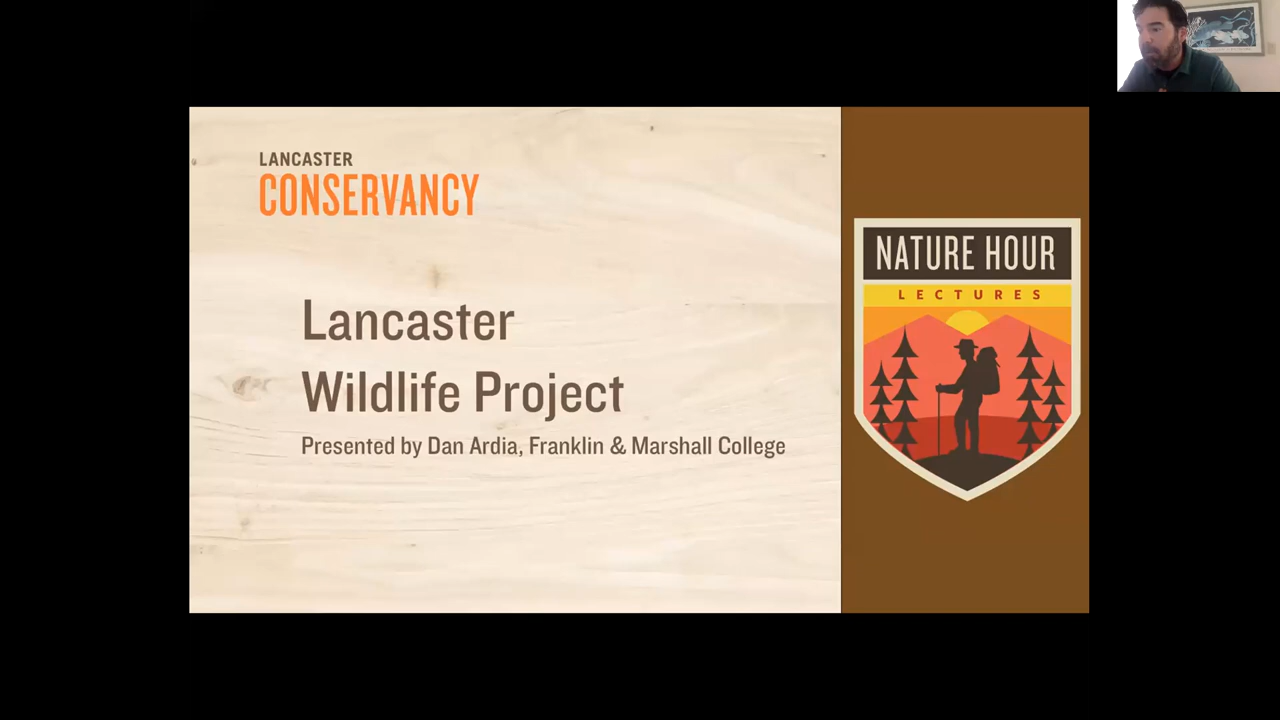 LANCASTER
CONSERVANCY
Lancaster
Wildlife Project
Presented by Dan Ardia, Franklin & Marshall College
NATURE HOUR
LECTURES